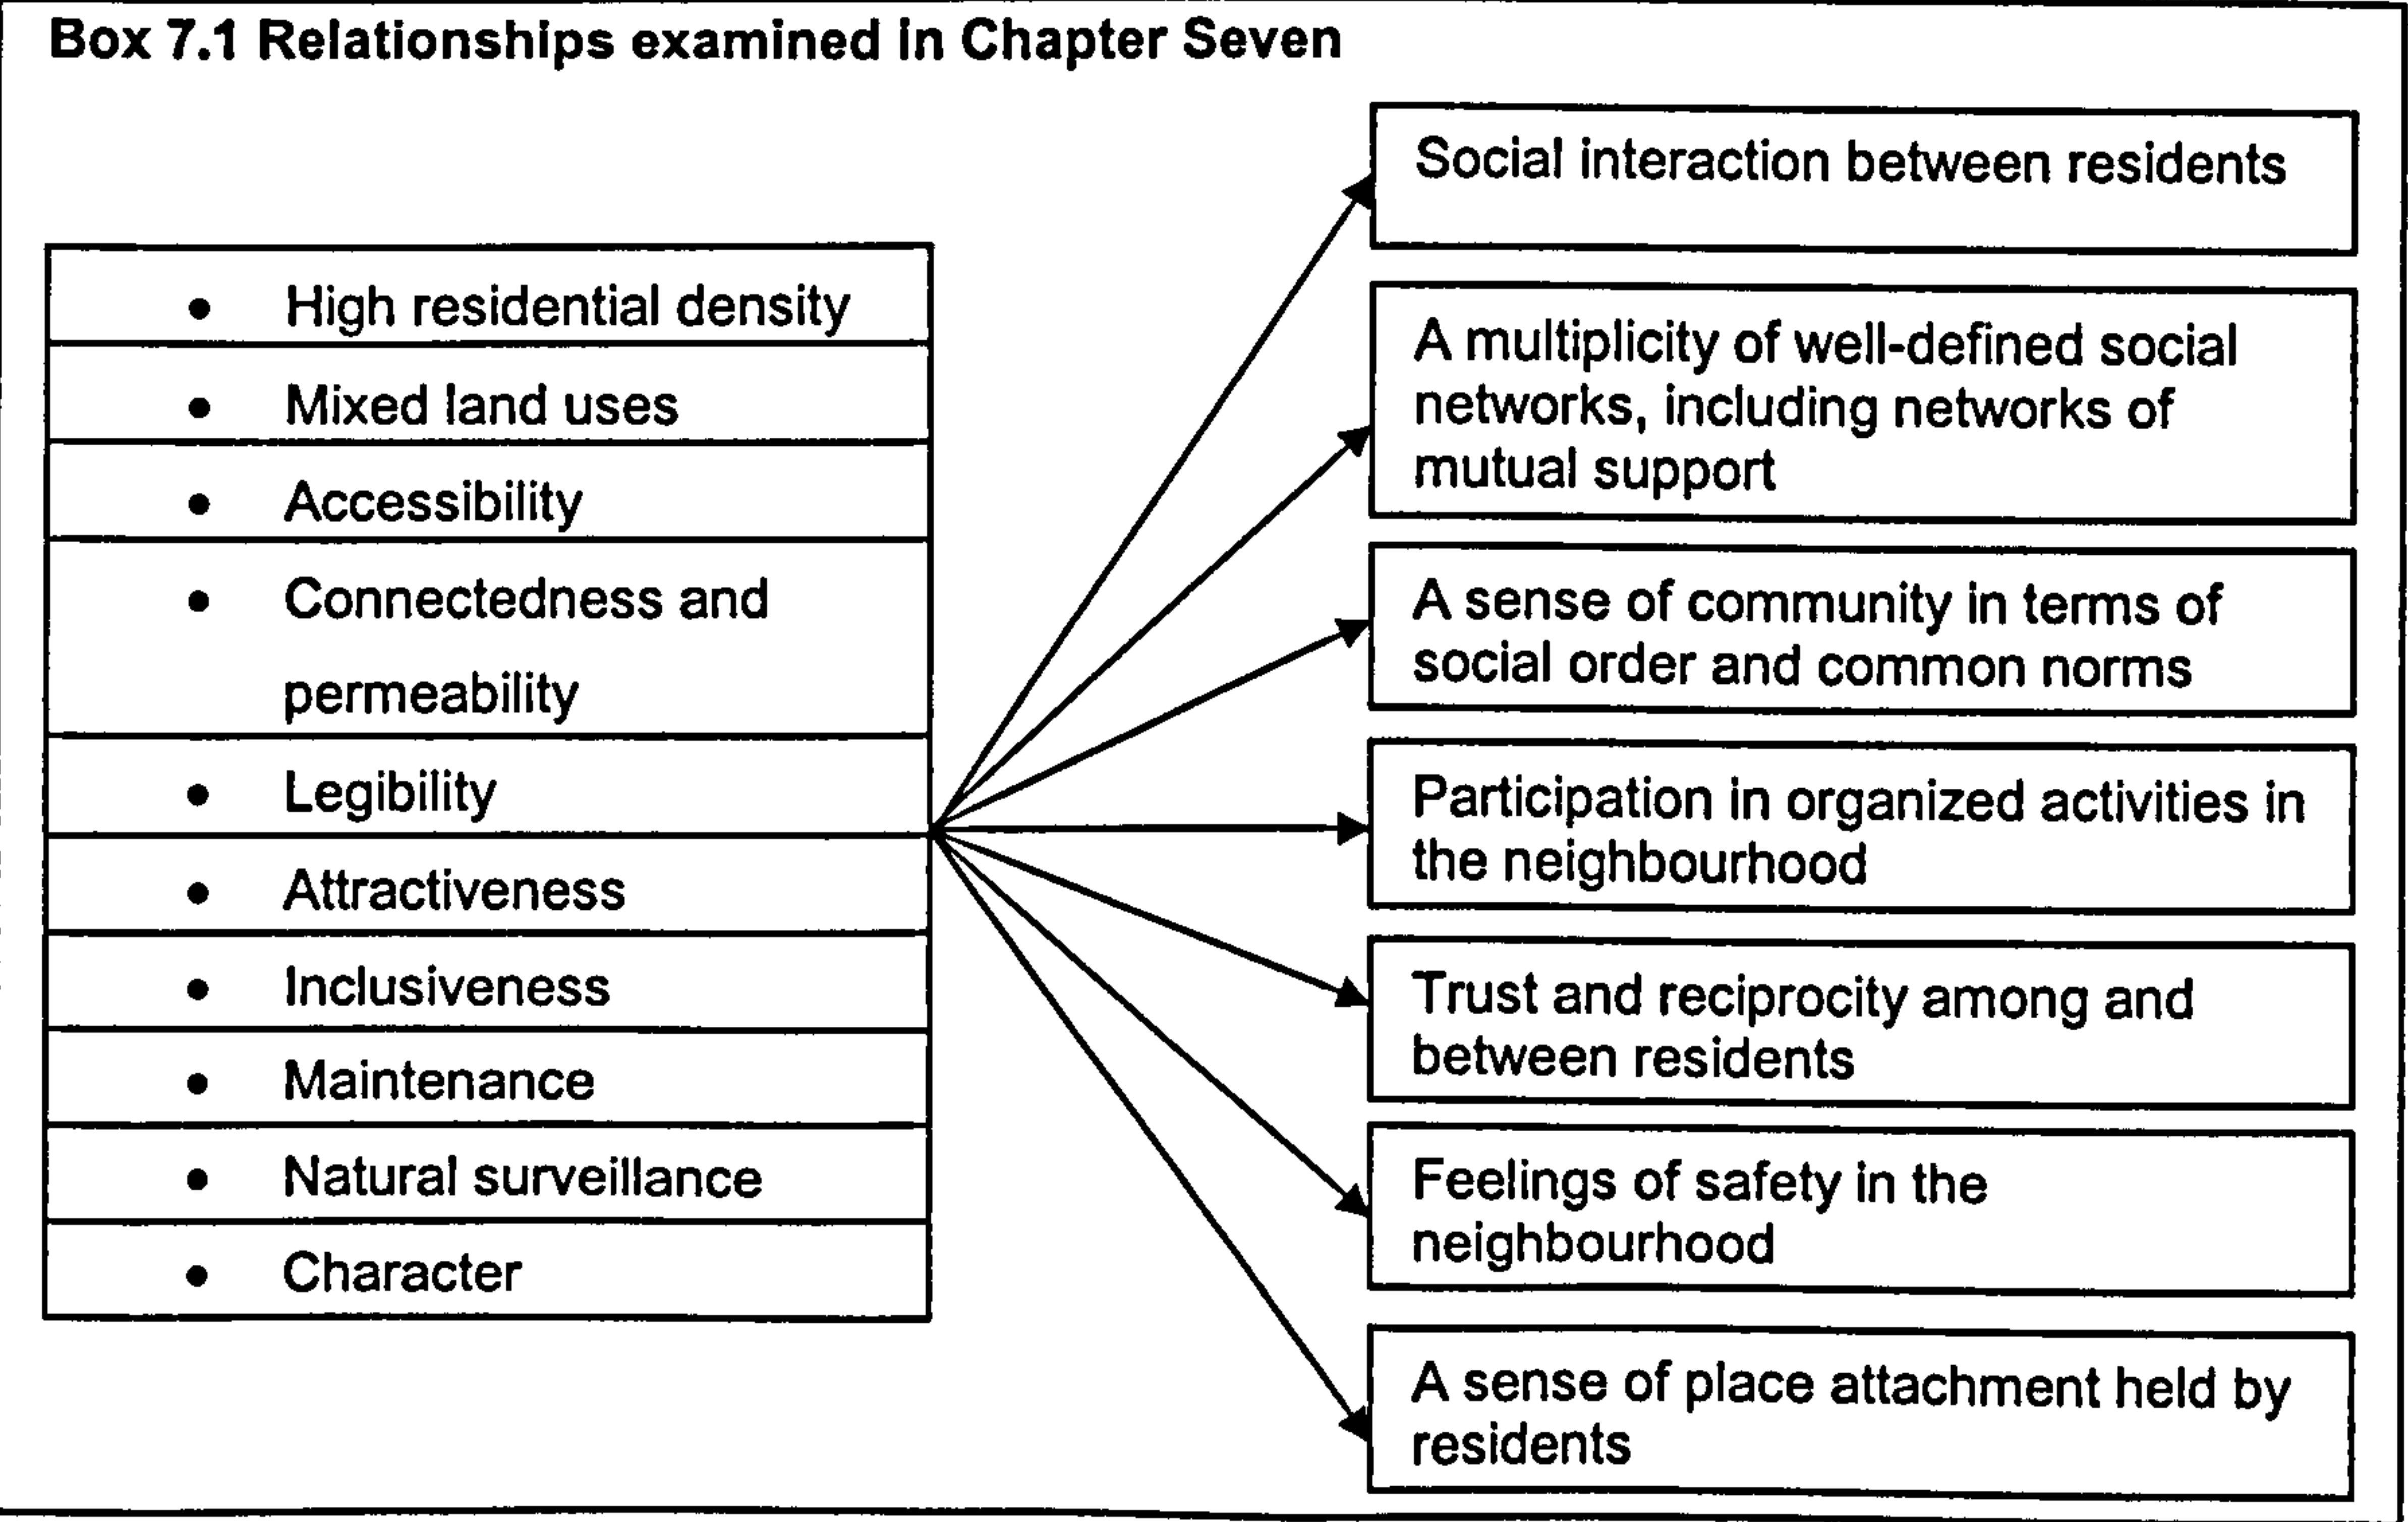 Box 7.1 Relationships examined in Chapter Seven
• High residential density
• Mixed land uses
• Accessibility
• Connectedness and
permeability
• Legibility
• Attractiveness
• Inclusiveness
• Maintenance
• Natural surveillance
• Character
Social interaction between residents
A multiplicity of well-defined social
networks, including networks of
mutual support
A sense of community in terms of
social order and common norms
Participation in organized activities in
the neighbourhood
Trust and reciprocity among and
between residents
Feelings of safety in the
neighbourhood
A sense of place attachment held by
residents